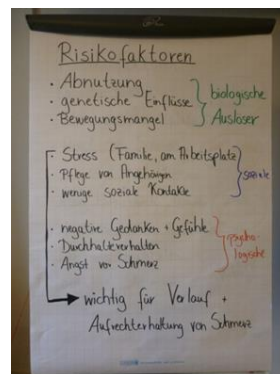 Risikofaktoren
· Abnutzung
· genetische Einflüsse
· Bewegungsmangel
biologische
Auslöser
· Stress (Familie, am Arbeitsplatz)
· Pflege von Angehörigen
· wenige soziale Kontakte
soziale
· negative Gedanken + Gefühle
· Durchhalteverhalten
· Angst vor Schmerz
psycho-
logische
wichtig für Verlauf +
Aufrechterhaltung von Schmerz